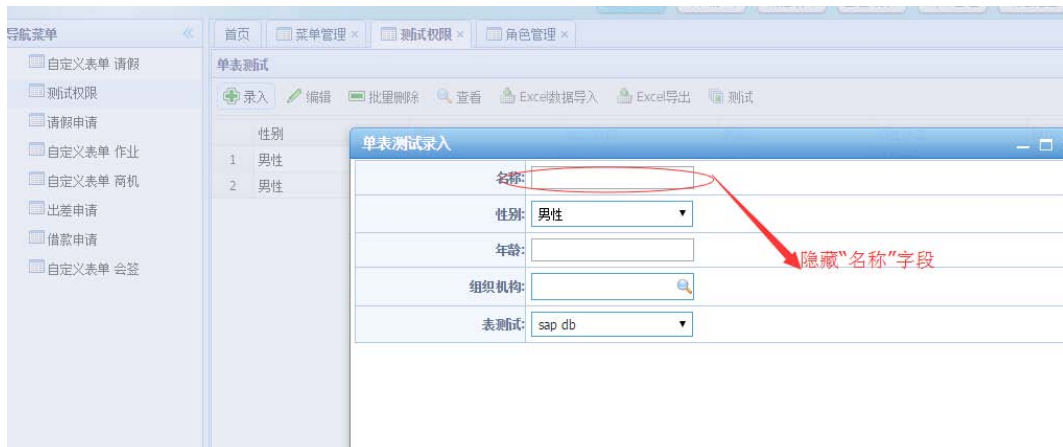 导航菜单
首页 菜单管理 × 测试权限 × 角色管理 ×
自定义表单 请假
测试权限
请假申请
自定义表单 作业
自定义表单 商机
出差申请
借款申请
自定义表单 会签
单表测试
录入 编辑 批量删除 查看 Excel数据导入 Excel导出 测试
性别
1 男性
2 男性
单表测试录入
名称:
性别: 男性
年龄:
组织机构:
表测试: sap db
隐藏“名称”字段